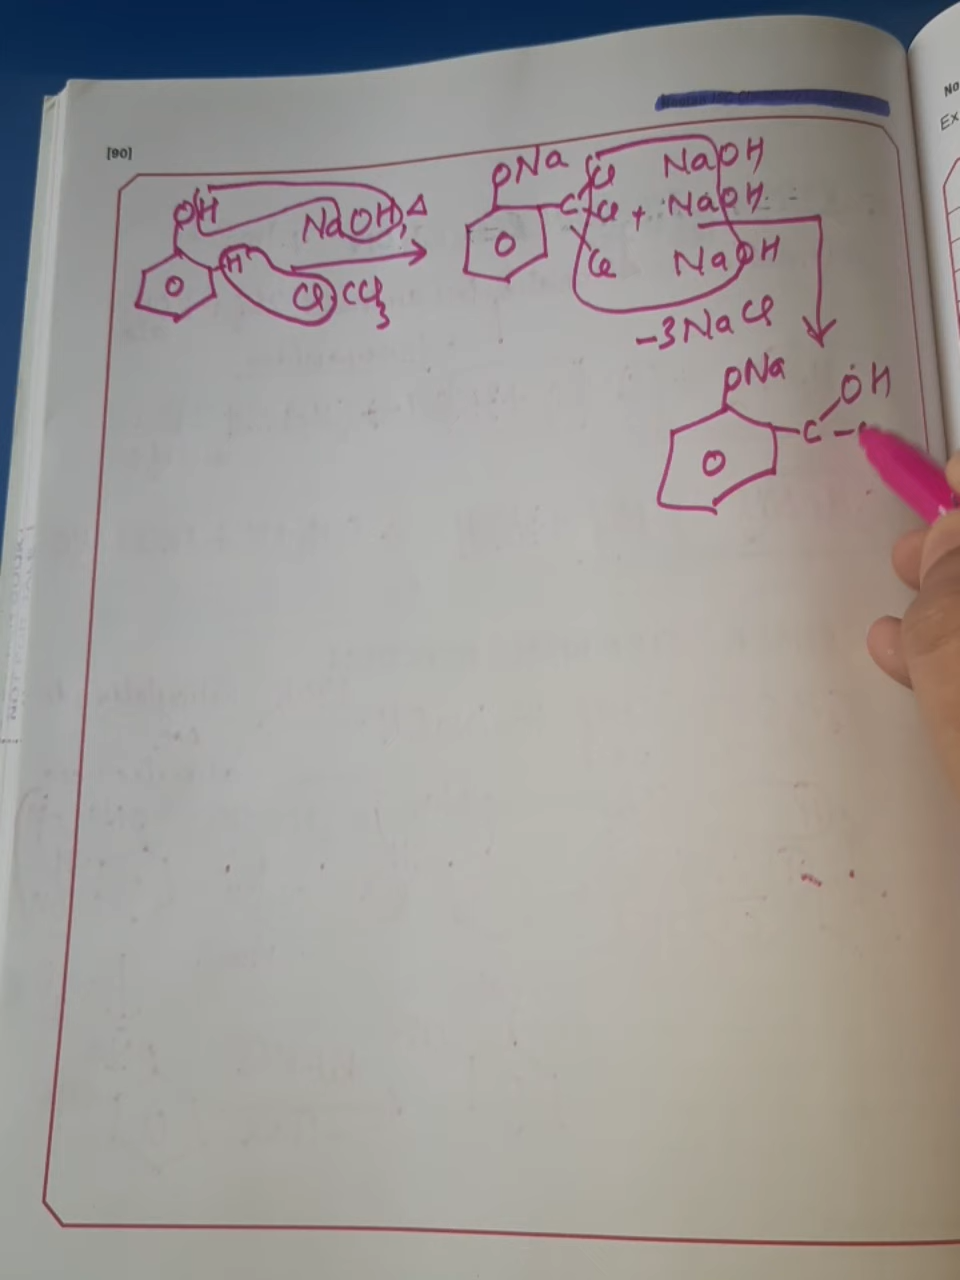 [90]
OH
NaOH, Δ
H
Cl CCl3
ONa
C
Cl
Cl
Cl
+
NaOH
NaOH
NaOH
-3NaCl
ONa
OH
C -
No
Ex